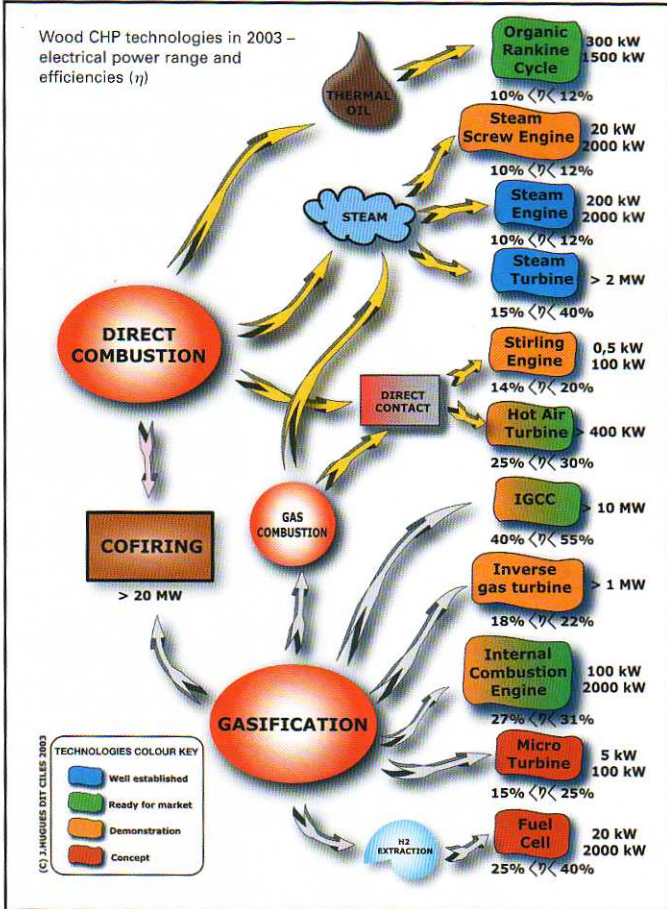 Wood CHP technologies in 2003 –
electrical power range and
efficiencies (η)
THERMAL
OIL
Organic
Rankine
Cycle
300 kW
1500 kW
10% <η< 12%
Steam
Screw Engine
20 kW
2000 kW
10% <η< 12%
STEAM
Steam
Engine
200 kW
2000 kW
10% <η< 12%
Steam
Turbine
> 2 MW
15% <η< 40%
DIRECT
COMBUSTION
Stirling
Engine
0,5 kW
100 kW
14% <η< 20%
DIRECT
CONTACT
Hot Air
Turbine
> 400 KW
25% <η< 30%
GAS
COMBUSTION
IGCC
> 10 MW
40% <η< 55%
COFIRING
> 20 MW
Inverse
gas turbine
> 1 MW
18% <η< 22%
Internal
Combustion
Engine
100 kW
2000 kW
27% <η< 31%
GASIFICATION
Micro
Turbine
5 kW
100 kW
15% <η< 25%
H2
EXTRACTION
Fuel
Cell
20 kW
2000 kW
25% <η< 40%
TECHNOLOGIES COLOUR KEY
Well established
Ready for market
Demonstration
Concept
(C) J.HUGUES DIT CILES 2003